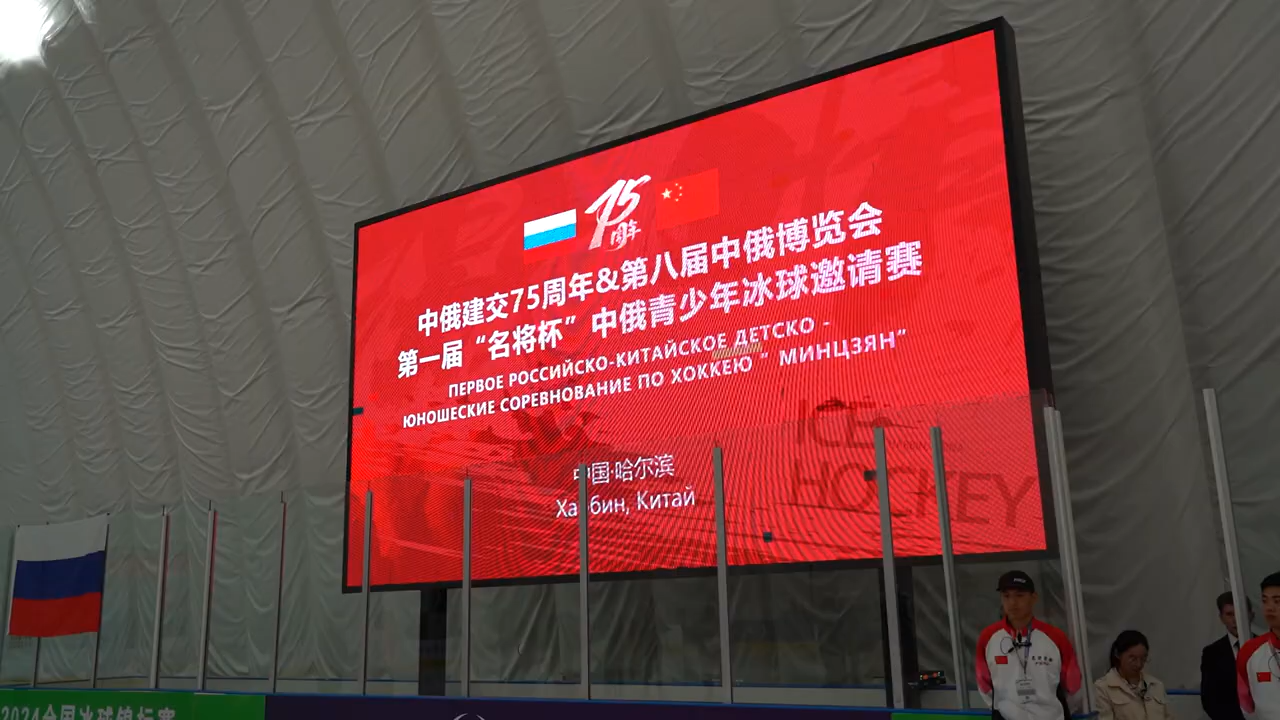 75
周年
中俄建交75周年&第八届中俄博览会
第一届“名将杯”中俄青少年冰球邀请赛
ПЕРВОЕ РОССИЙСКО-КИТАЙСКОЕ ДЕТСКО -
ЮНОШЕСКИЕ СОРЕВНОВАНИЕ ПО ХОККЕЮ " МИНЦЗЯН"
ICE
HOCKEY
中国·哈尔滨
Харбин, Китай
2024全国冰球锦标赛